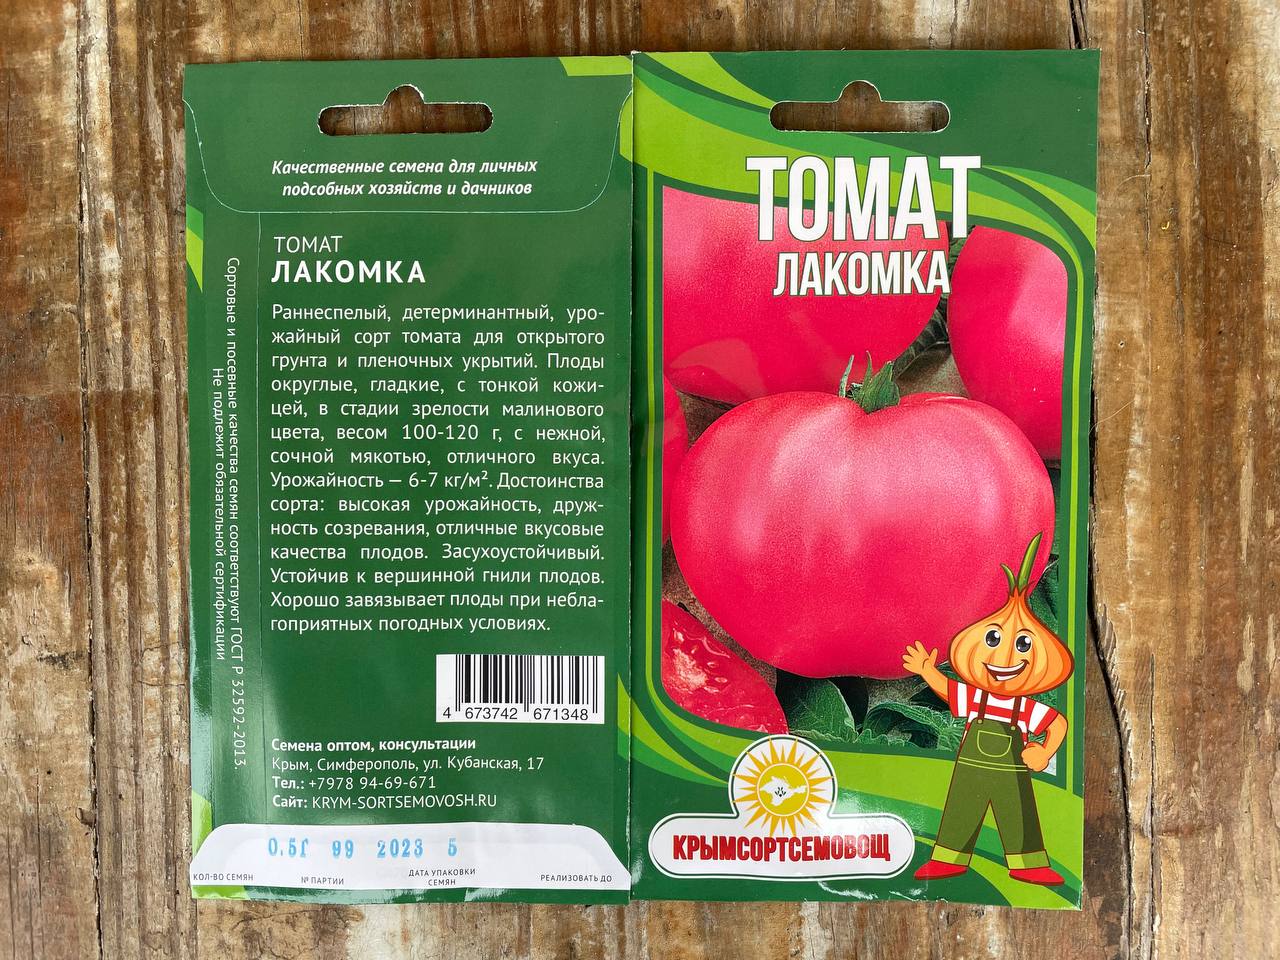 Качественные семена для личных
подсобных хозяйств и дачников
ТОМАТ
ЛАКОМКА
Раннеспелый, детерминантный, уро-
жайный сорт томата для открытого
грунта и пленочных укрытий. Плоды
округлые, гладкие, с тонкой кожи-
цей, в стадии зрелости малинового
цвета, весом 100-120 г, с нежной,
сочной мякотью, отличного вкуса.
Урожайность — 6-7 кг/м². Достоинства
сорта: высокая урожайность, друж-
ность созревания, отличные вкусовые
качества плодов. Засухоустойчивый.
Устойчив к вершинной гнили плодов.
Хорошо завязывает плоды при небла-
гоприятных погодных условиях.
4 673742 671348
Семена оптом, консультации
Крым, Симферополь, ул. Кубанская, 17
Тел.: +7978 94-69-671
Сайт: KRYM-SORTSEMOVOSH.RU
0.5Г 99 2023 5
КОЛ-ВО СЕМЯН № ПАРТИИ ДАТА УПАКОВКИ СЕМЯН РЕАЛИЗОВАТЬ ДО
Сортовые и посевные качества семян соответствуют ГОСТ Р 32592-2013.
Не подлежит обязательной сертификации
ТОМАТ
ЛАКОМКА
КРЫМСОРТСЕМОВОЩ